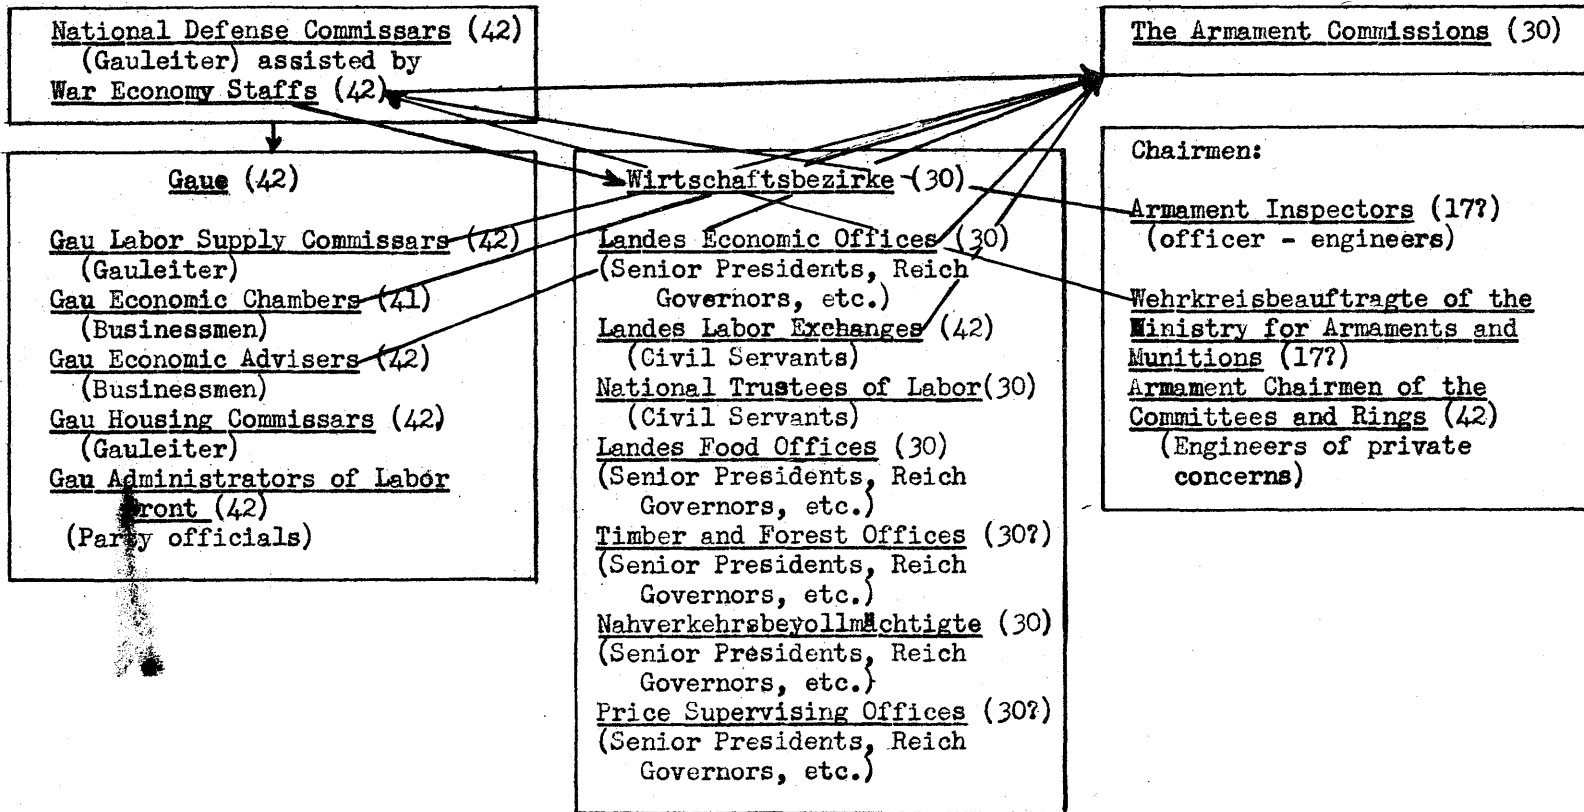 National Defense Commissars (42)
(Gauleiter) assisted by
War Economy Staffs (42)
Gaue (42)
Gau Labor Supply Commissars (42)
(Gauleiter)
Gau Economic Chambers (41)
(Businessmen)
Gau Economic Advisers (42)
(Businessmen)
Gau Housing Commissars (42)
(Gauleiter)
Gau Administrators of Labor
Front (42)
(Party officials)
Wirtschaftsbezirke (30)
Landes Economic Offices (30)
(Senior Presidents, Reich
Governors, etc.)
Landes Labor Exchanges (42)
(Civil Servants)
National Trustees of Labor(30)
(Civil Servants)
Landes Food Offices (30)
(Senior Presidents, Reich
Governors, etc.)
Timber and Forest Offices (30?)
(Senior Presidents, Reich
Governors, etc.)
Nahverkehrsbevollmächtigte (30)
(Senior Presidents, Reich
Governors, etc.)
Price Supervising Offices (30?)
(Senior Presidents, Reich
Governors, etc.)
The Armament Commissions (30)
Chairmen:
Armament Inspectors (17?)
(officer - engineers)
Wehrkreisbeauftragte of the
Ministry for Armaments and
Munitions (17?)
Armament Chairmen of the
Committees and Rings (42)
(Engineers of private
concerns)